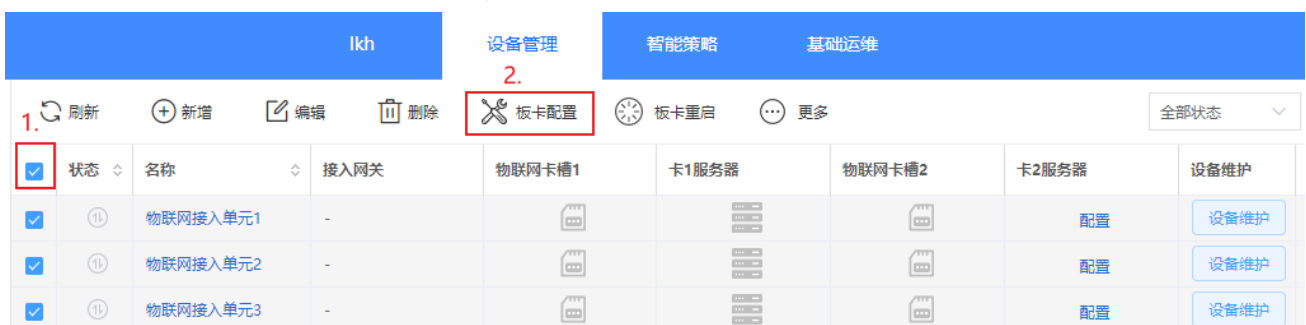 lkh 设备管理 智能策略 基础运维
2.
1. 刷新 新增 编辑 删除 板卡配置 板卡重启 更多 全部状态
状态 名称 接入网关 物联网卡槽1 卡1服务器 物联网卡槽2 卡2服务器 设备维护
物联网接入单元1 - 配置 设备维护
物联网接入单元2 - 配置 设备维护
物联网接入单元3 - 配置 设备维护